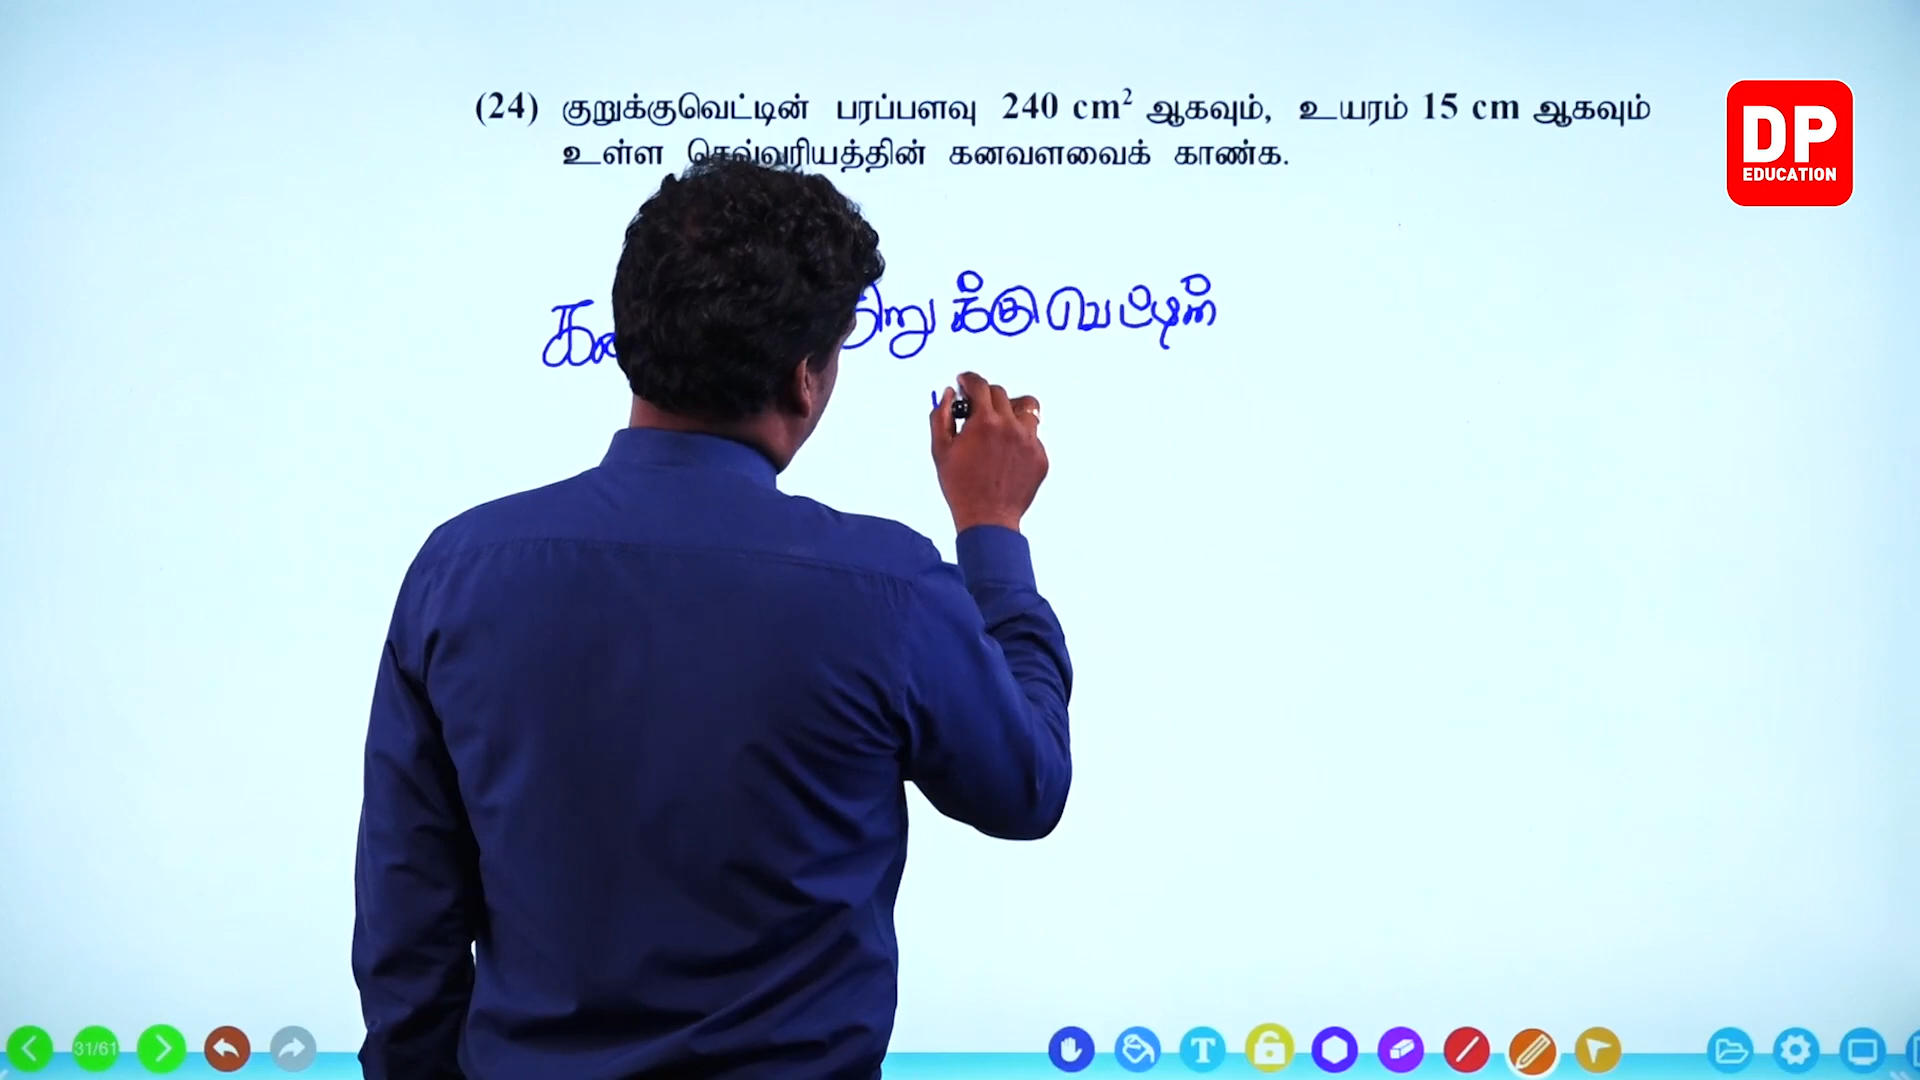 (24) குறுக்குவெட்டின் பரப்பளவு 240 cm² ஆகவும், உயரம் 15 cm ஆகவும்
உள்ள செவ்வரியத்தின் கனவளவைக் காண்க.
DP
EDUCATION
குறுக்குவெட்டின்
31/61
T